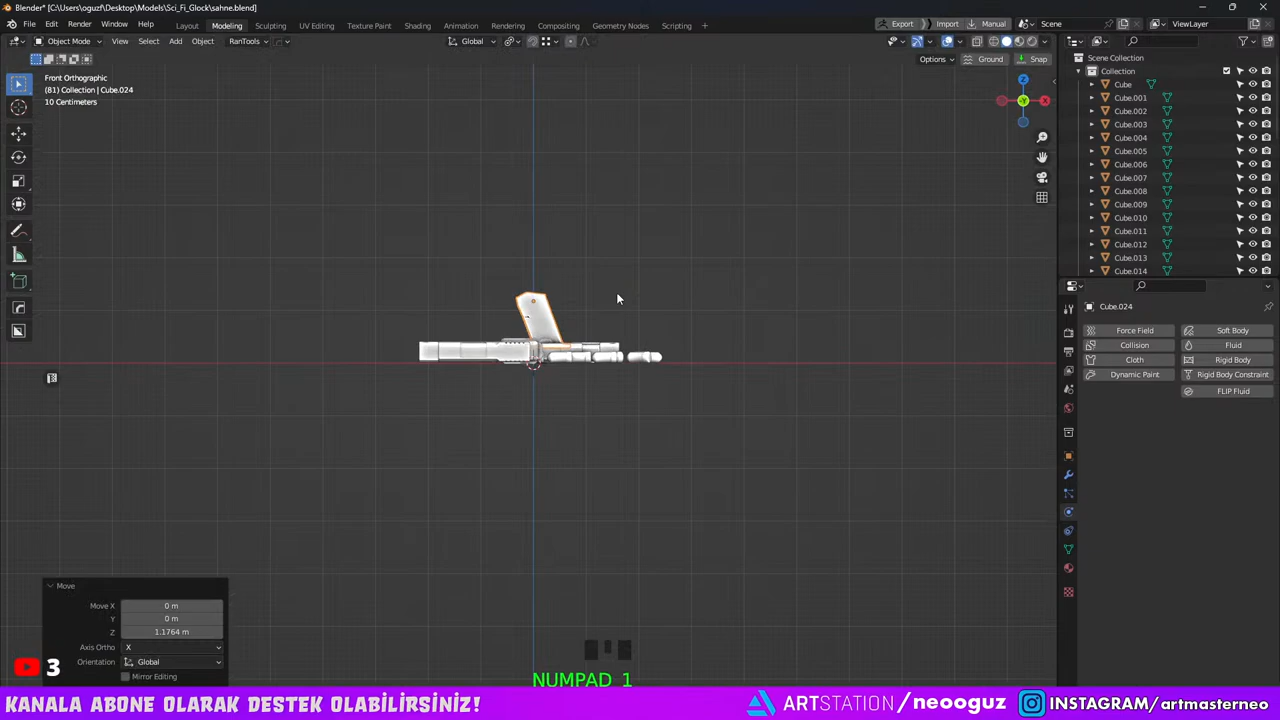 Blender* [C:\Users\oguzf\Desktop\Models\Sci_Fi_Glock\sahne.blend]
File Edit Render Window Help Layout Modeling Sculpting UV Editing Texture Paint Shading Animation Rendering Compositing Geometry Nodes Scripting + Export Import Manual Scene ViewLayer
Object Mode View Select Add Object RanTools Global
Options Ground Snap
Front Orthographic
(81) Collection | Cube.024
10 Centimeters
Z
X
-Y
Scene Collection
Collection
Cube
Cube.001
Cube.002
Cube.003
Cube.004
Cube.005
Cube.006
Cube.007
Cube.008
Cube.009
Cube.010
Cube.011
Cube.012
Cube.013
Cube.014
Cube.024
Force Field Soft Body
Collision Fluid
Cloth Rigid Body
Dynamic Paint Rigid Body Constraint
FLIP Fluid
Move
Move X 0 m
Y 0 m
Z 1.1764 m
Axis Ortho X
Orientation Global
Mirror Editing
3
NUMPAD 1
KANALA ABONE OLARAK DESTEK OLABİLİRSİNİZ!
ARTSTATION/neooguz
INSTAGRAM/artmasterneo